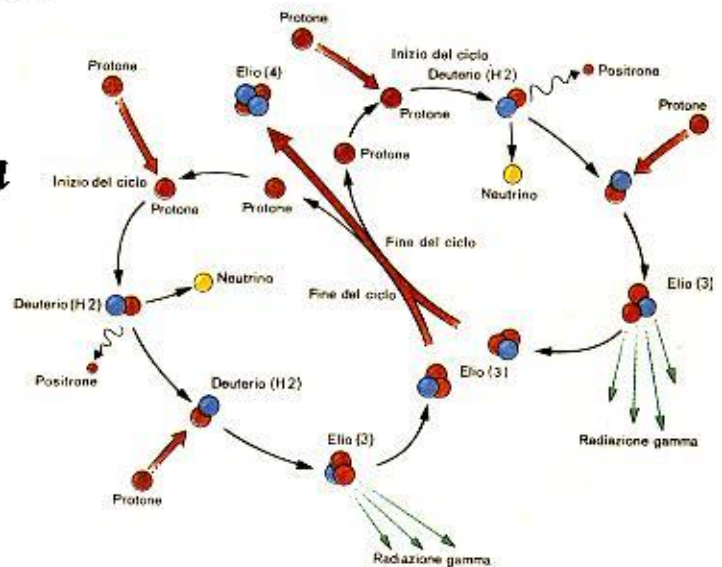 Protone
Inizio del ciclo
Deuterio (H2)
Positrone
Protone
Elio (4)
Protone
Protone
Protone
Neutrino
Inizio del ciclo
Protone
Protone
Fine del ciclo
Fine del ciclo
Elio (3)
Deuterio (H2)
Neutrino
Positrone
Deuterio (H2)
Elio (3)
Elio (3)
Radiazione gamma
Protone
Radiazione gamma